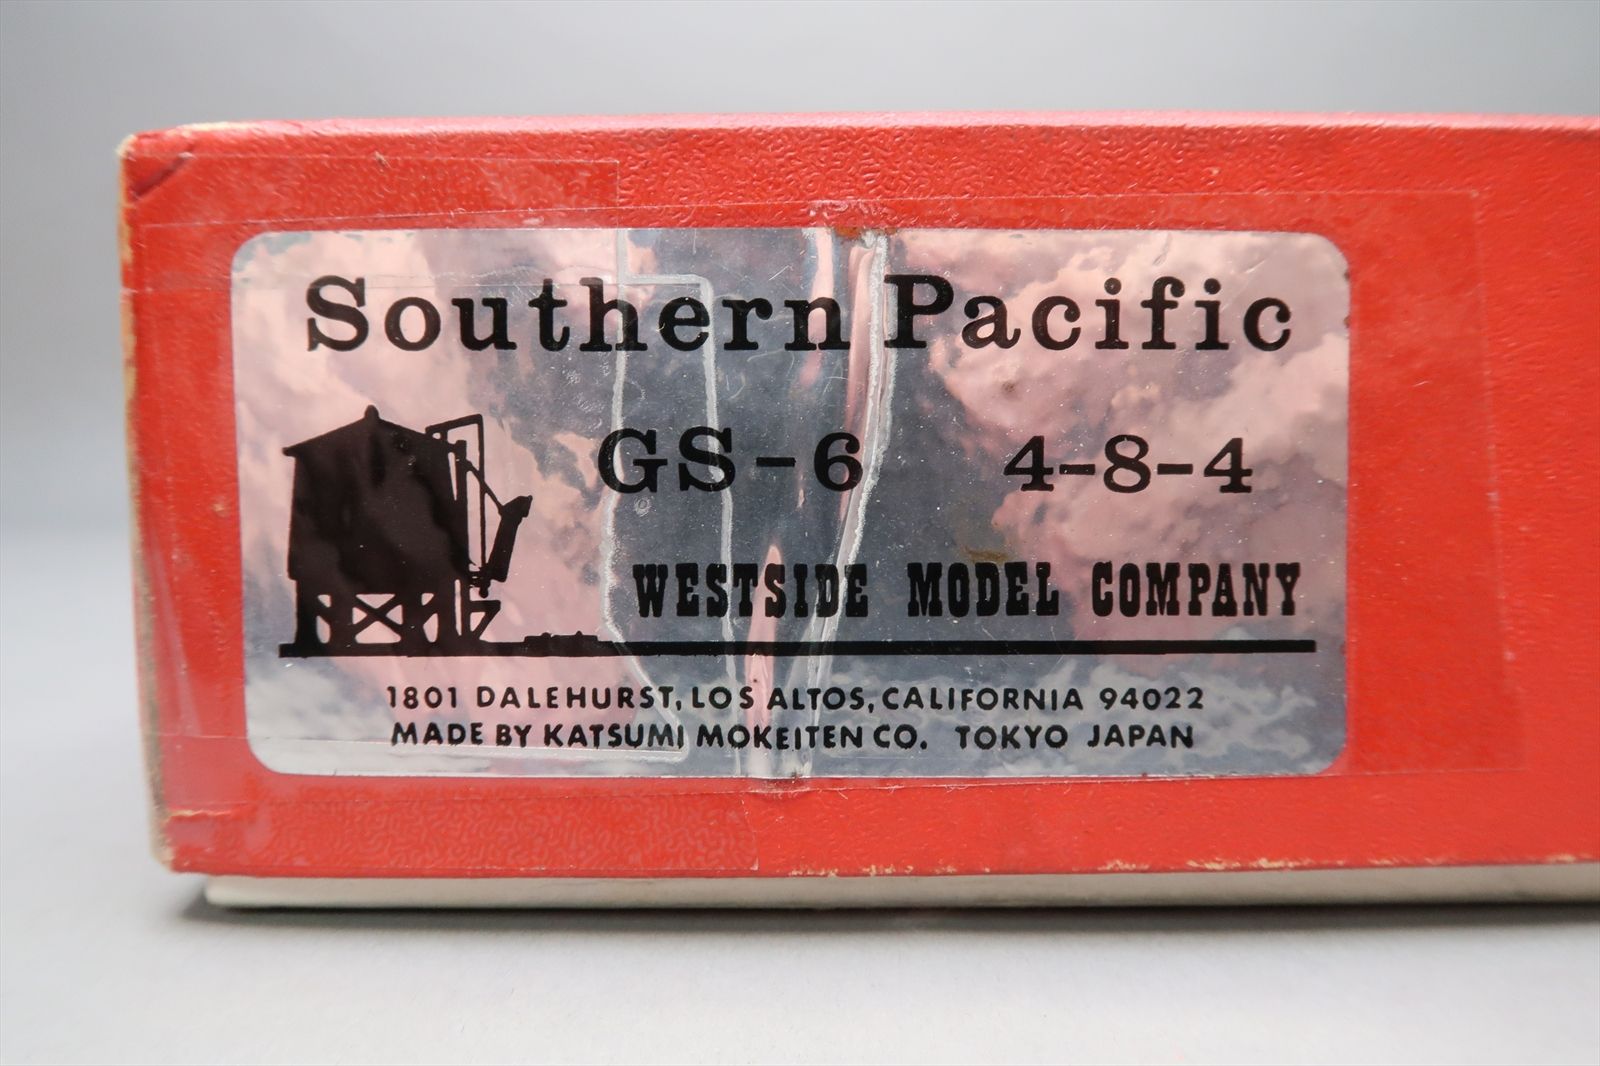 Southern Pacific
GS-6 4-8-4
WESTSIDE MODEL COMPANY
1801 DALEHURST, LOS ALTOS, CALIFORNIA 94022
MADE BY KATSUMI MOKEITEN CO. TOKYO JAPAN